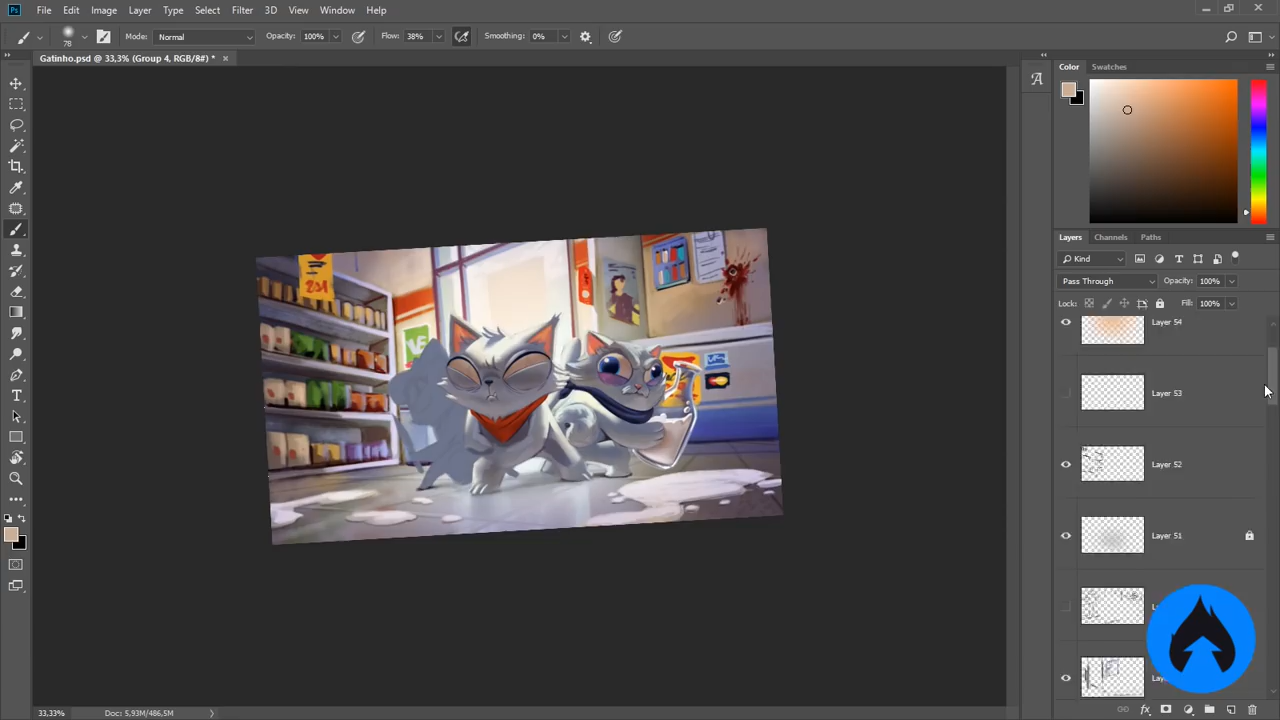 Ps File Edit Image Layer Type Select Filter 3D View Window Help
78 Mode: Normal Opacity: 100% Flow: 38% Smoothing: 0%
Gatinho.psd @ 33,3% (Group 4, RGB/8#) * ×
Color Swatches
Layers Channels Paths
Kind
Pass Through Opacity: 100%
Lock: Fill: 100%
Layer 54
Layer 53
Layer 52
Layer 51
33,33% Doc: 5,93M/486,5M